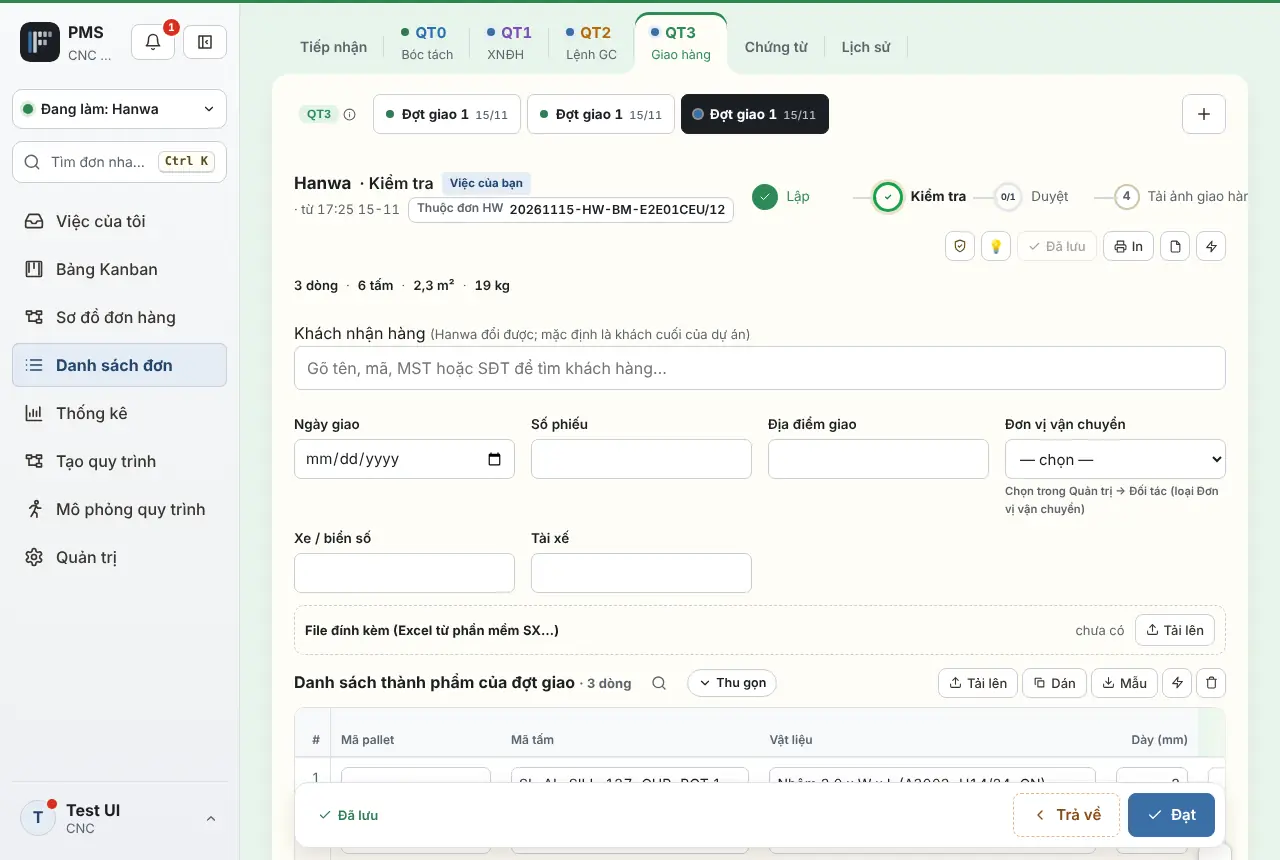 PMS
CNC ...
1
Đang làm: Hanwa
Tìm đơn nha... Ctrl K
Việc của tôi
Bảng Kanban
Sơ đồ đơn hàng
Danh sách đơn
Thống kê
Tạo quy trình
Mô phỏng quy trình
Quản trị
T
Test UI
CNC
Tiếp nhận
QT0
Bóc tách
QT1
XNĐH
QT2
Lệnh GC
QT3
Giao hàng
Chứng từ
Lịch sử
QT3
Đợt giao 1 15/11
Đợt giao 1 15/11
Đợt giao 1 15/11
Hanwa · Kiểm tra Việc của bạn
· từ 17:25 15-11 Thuộc đơn HW 20261115-HW-BM-E2E01CEU/12
Lập
Kiểm tra
0/1 Duyệt
4 Tải ảnh giao hàn
Đã lưu
In
3 dòng · 6 tấm · 2,3 m² · 19 kg
Khách nhận hàng (Hanwa đổi được; mặc định là khách cuối của dự án)
Gõ tên, mã, MST hoặc SĐT để tìm khách hàng...
Ngày giao
mm/dd/yyyy
Số phiếu
Địa điểm giao
Đơn vị vận chuyển
— chọn —
Chọn trong Quản trị → Đối tác (loại Đơn
vị vận chuyển)
Xe / biển số
Tài xế
File đính kèm (Excel từ phần mềm SX...)
chưa có
Tải lên
Danh sách thành phẩm của đợt giao · 3 dòng
Thu gọn
Tải lên
Dán
Mẫu
# Mã pallet Mã tấm Vật liệu Dày (mm)
1
Đã lưu
Trả về
Đạt